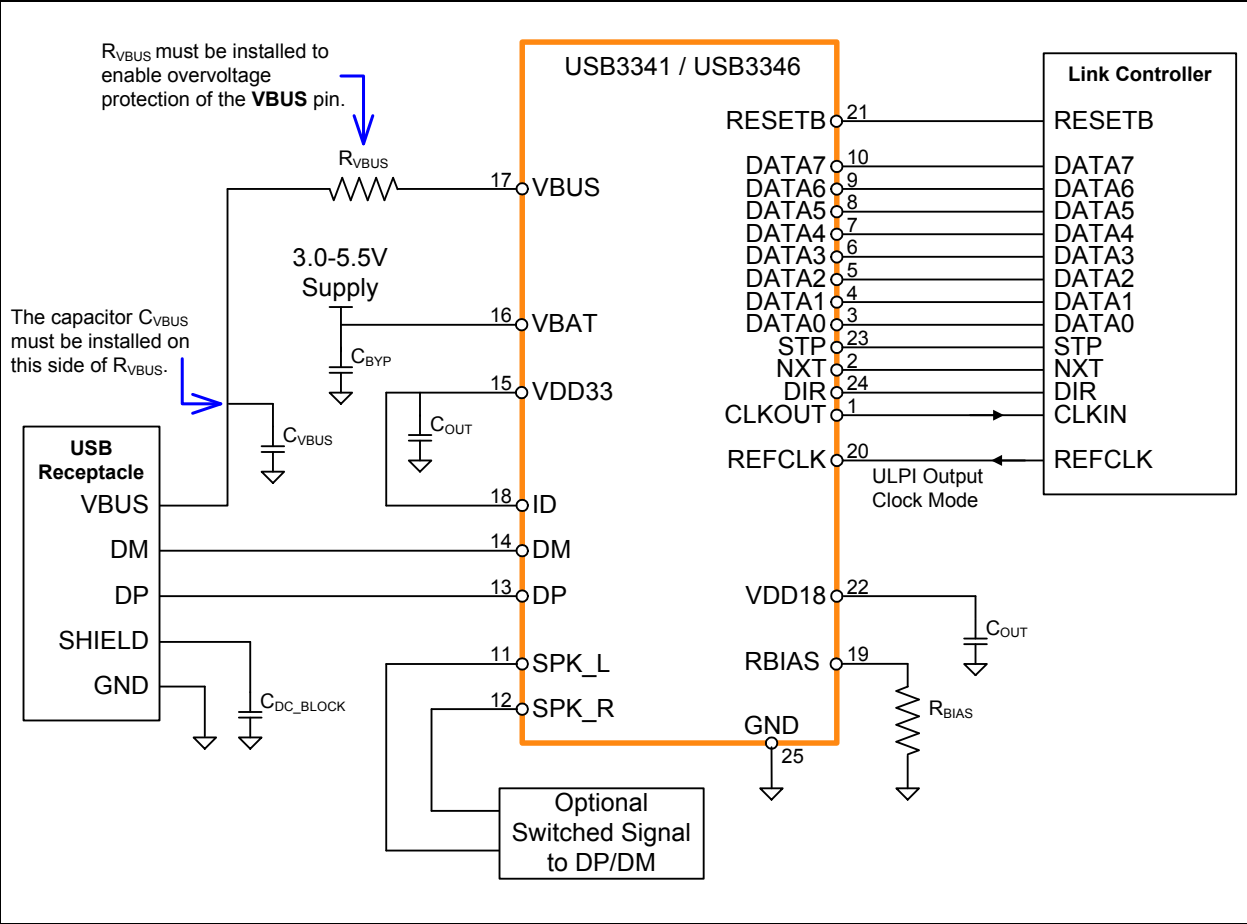 R_VBUS must be installed to
enable overvoltage
protection of the VBUS pin.
R_VBUS
The capacitor C_VBUS
must be installed on
this side of R_VBUS.
3.0-5.5V
Supply
C_BYP
C_OUT
C_VBUS
USB
Receptacle
VBUS
DM
DP
SHIELD
GND
C_DC_BLOCK
USB3341 / USB3346
17 VBUS
16 VBAT
15 VDD33
18 ID
14 DM
13 DP
11 SPK_L
12 SPK_R
RESETB 21
DATA7 10
DATA6 9
DATA5 8
DATA4 7
DATA3 6
DATA2 5
DATA1 4
DATA0 3
STP 23
NXT 2
DIR 24
CLKOUT 1
REFCLK 20
VDD18 22
RBIAS 19
GND
25
ULPI Output
Clock Mode
C_OUT
R_BIAS
Link Controller
RESETB
DATA7
DATA6
DATA5
DATA4
DATA3
DATA2
DATA1
DATA0
STP
NXT
DIR
CLKIN
REFCLK
Optional
Switched Signal
to DP/DM